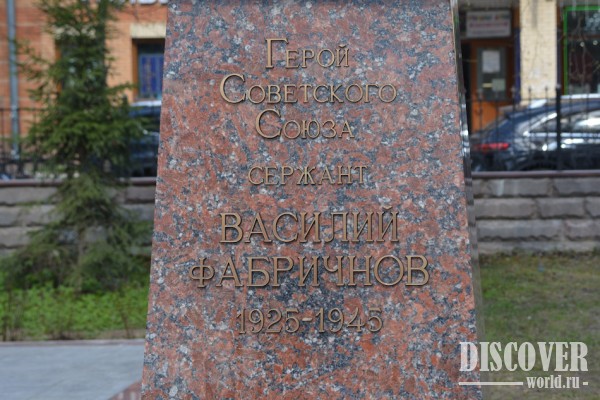 Герой
Советского
Союза
сержант
ВАСИЛИЙ
ФАБРИЧНОВ
1925-1945
DISCOVER
world.ru